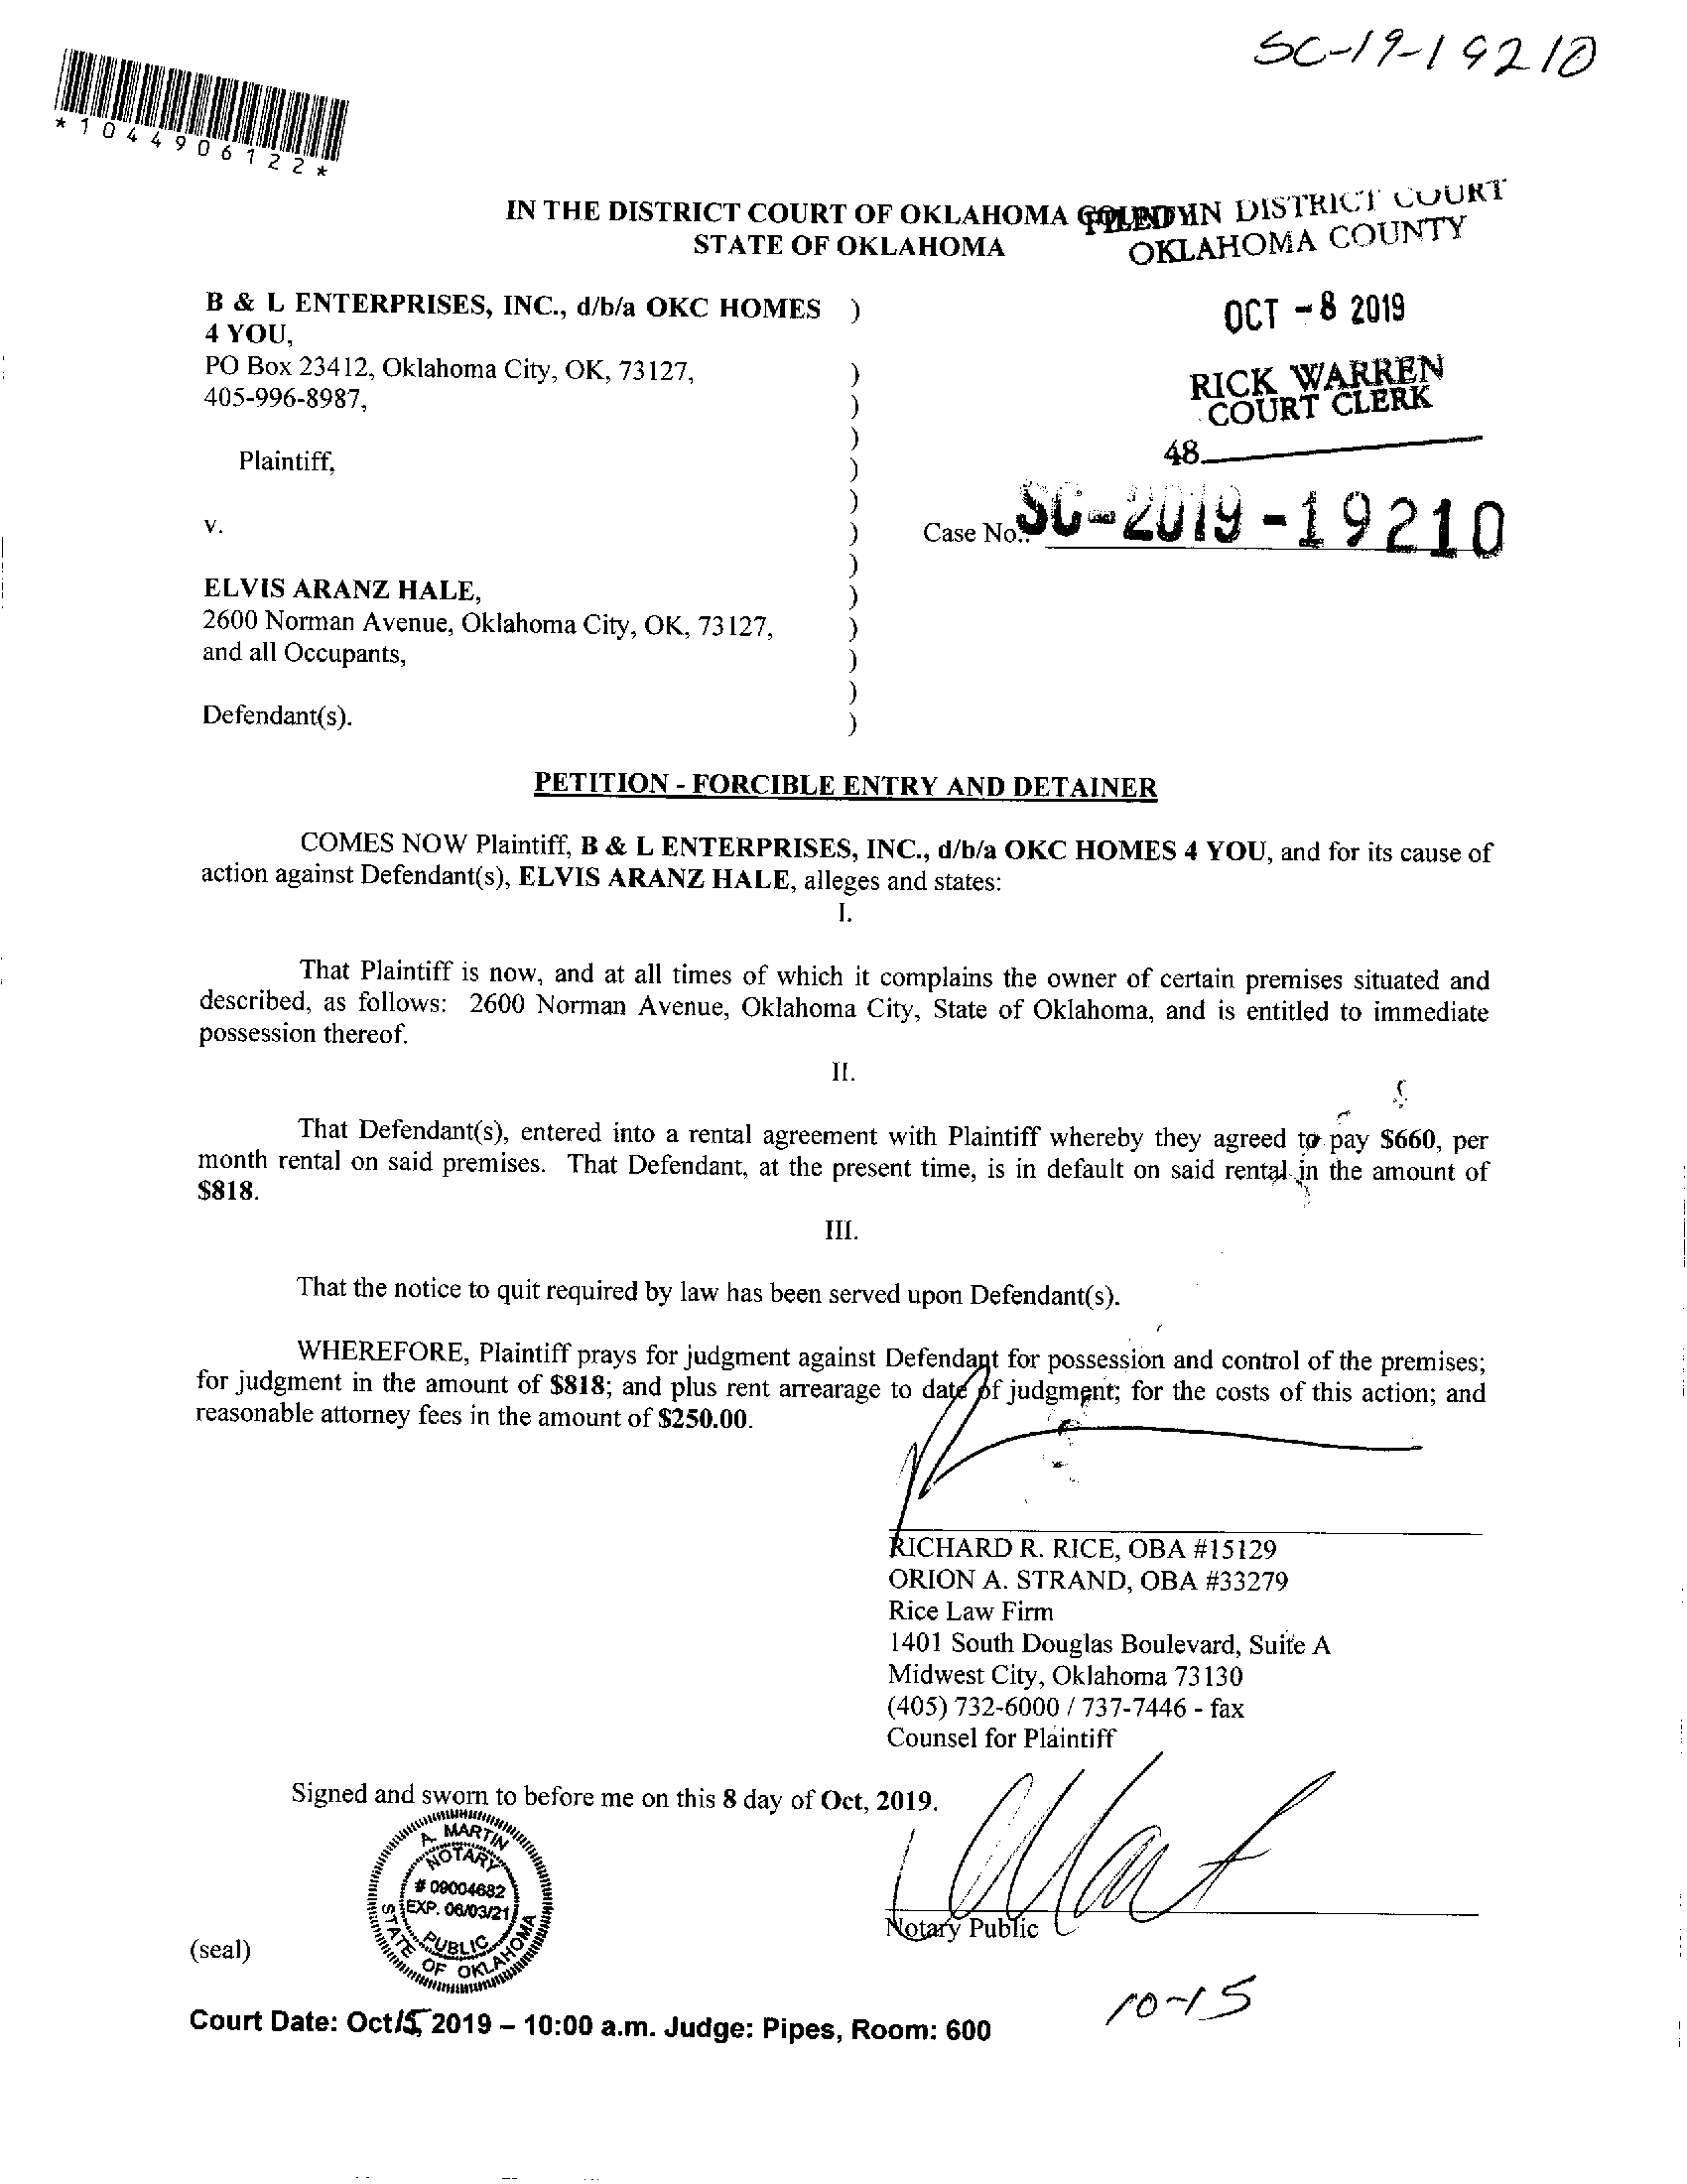 SC-19-19210
*1044906122*
IN THE DISTRICT COURT OF OKLAHOMA COUNTY
STATE OF OKLAHOMA
FILED IN DISTRICT COURT
OKLAHOMA COUNTY
OCT -8 2019
RICK WARREN
COURT CLERK
48
B & L ENTERPRISES, INC., d/b/a OKC HOMES )
4 YOU,
PO Box 23412, Oklahoma City, OK, 73127, )
405-996-8987, )
)
Plaintiff, )
)
v. )
Case No.: SC-2019-19210
)
ELVIS ARANZ HALE, )
2600 Norman Avenue, Oklahoma City, OK, 73127, )
and all Occupants, )
)
Defendant(s). )
PETITION - FORCIBLE ENTRY AND DETAINER
COMES NOW Plaintiff, B & L ENTERPRISES, INC., d/b/a OKC HOMES 4 YOU, and for its cause of
action against Defendant(s), ELVIS ARANZ HALE, alleges and states:
I.
That Plaintiff is now, and at all times of which it complains the owner of certain premises situated and
described, as follows: 2600 Norman Avenue, Oklahoma City, State of Oklahoma, and is entitled to immediate
possession thereof.
II.
That Defendant(s), entered into a rental agreement with Plaintiff whereby they agreed to pay $660, per
month rental on said premises. That Defendant, at the present time, is in default on said rental in the amount of
$818.
III.
That the notice to quit required by law has been served upon Defendant(s).
WHEREFORE, Plaintiff prays for judgment against Defendant for possession and control of the premises;
for judgment in the amount of $818; and plus rent arrearage to date of judgment; for the costs of this action; and
reasonable attorney fees in the amount of $250.00.
RICHARD R. RICE, OBA #15129
ORION A. STRAND, OBA #33279
Rice Law Firm
1401 South Douglas Boulevard, Suite A
Midwest City, Oklahoma 73130
(405) 732-6000 / 737-7446 - fax
Counsel for Plaintiff
Signed and sworn to before me on this 8 day of Oct, 2019.
A. MARTIN
NOTARY
# 09004682
EXP. 06/03/21
PUBLIC
STATE OF OKLAHOMA
Notary Public
(seal)
10-15
Court Date: Oct 15, 2019 – 10:00 a.m. Judge: Pipes, Room: 600